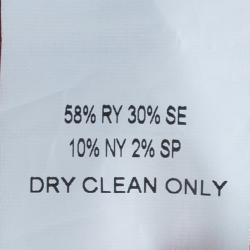 58% RY 30% SE
10% NY 2% SP
DRY CLEAN ONLY